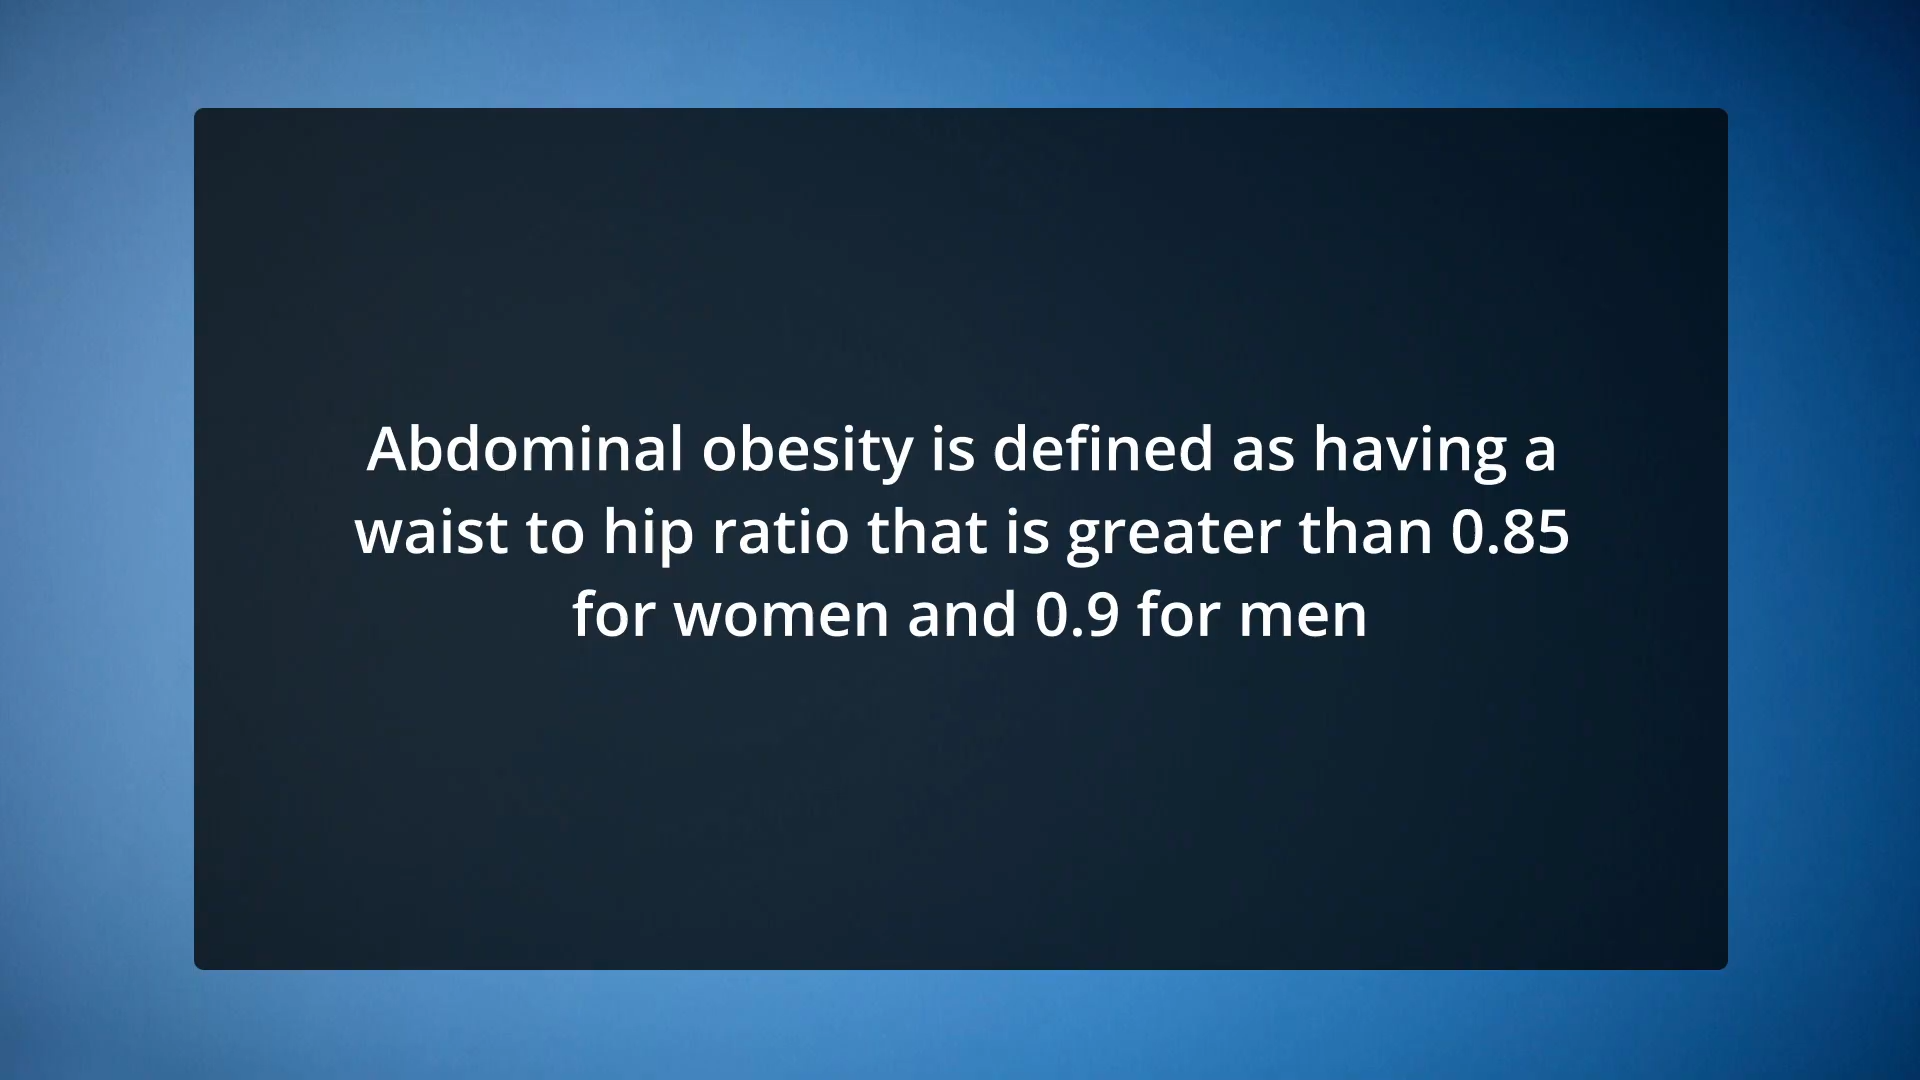 Abdominal obesity is defined as having a
waist to hip ratio that is greater than 0.85
for women and 0.9 for men